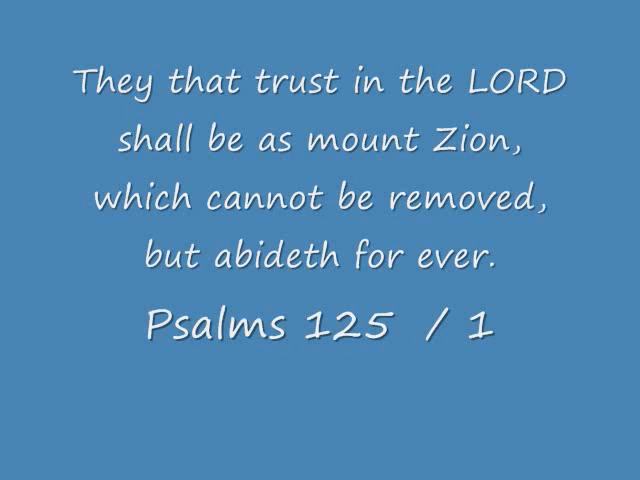 They that trust in the LORD
shall be as mount Zion,
which cannot be removed,
but abideth for ever.
Psalms 125 / 1